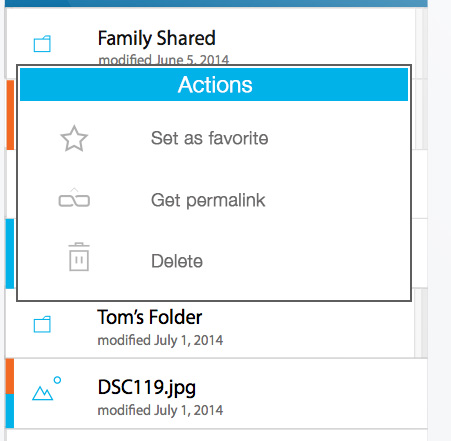 Family Shared
modified June 5, 2014
Actions
Set as favorite
Get permalink
Delete
Tom's Folder
modified July 1, 2014
DSC119.jpg
modified July 1, 2014